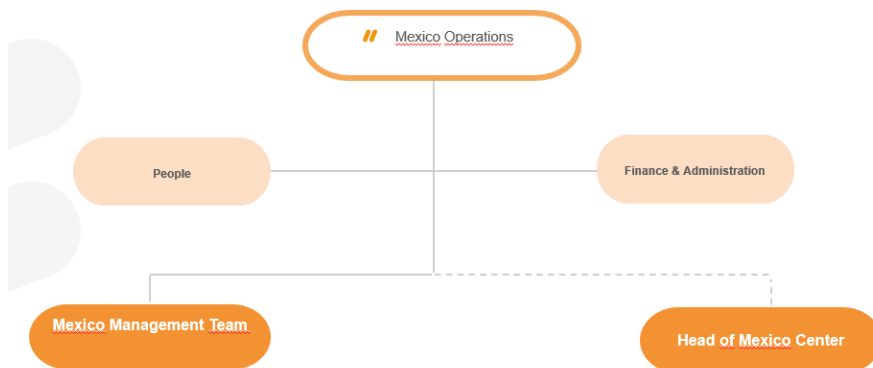 Mexico Operations
People
Finance & Administration
Mexico Management Team
Head of Mexico Center